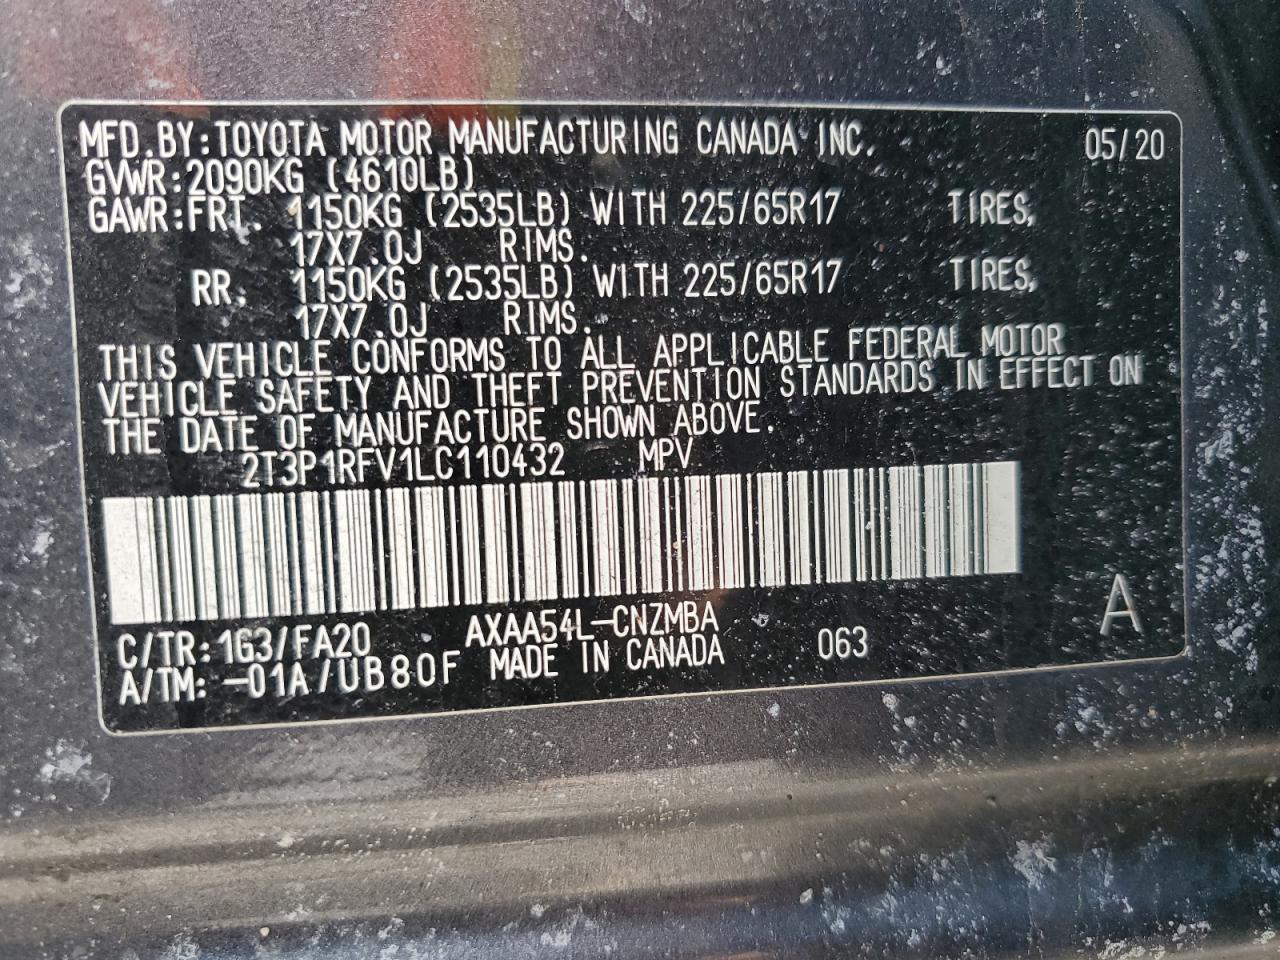 MFD.BY:TOYOTA MOTOR MANUFACTURING CANADA INC. 05/20
GVWR:2090KG (4610LB)
GAWR:FRT. 1150KG (2535LB) WITH 225/65R17 TIRES,
17X7.0J RIMS.
RR. 1150KG (2535LB) WITH 225/65R17 TIRES,
17X7.0J RIMS.
THIS VEHICLE CONFORMS TO ALL APPLICABLE FEDERAL MOTOR
VEHICLE SAFETY AND THEFT PREVENTION STANDARDS IN EFFECT ON
THE DATE OF MANUFACTURE SHOWN ABOVE.
2T3P1RFV1LC110432 MPV
C/TR:1G3/FA20 AXAA54L-CNZMBA
A/TM:-01A/UB80F MADE IN CANADA 063 A